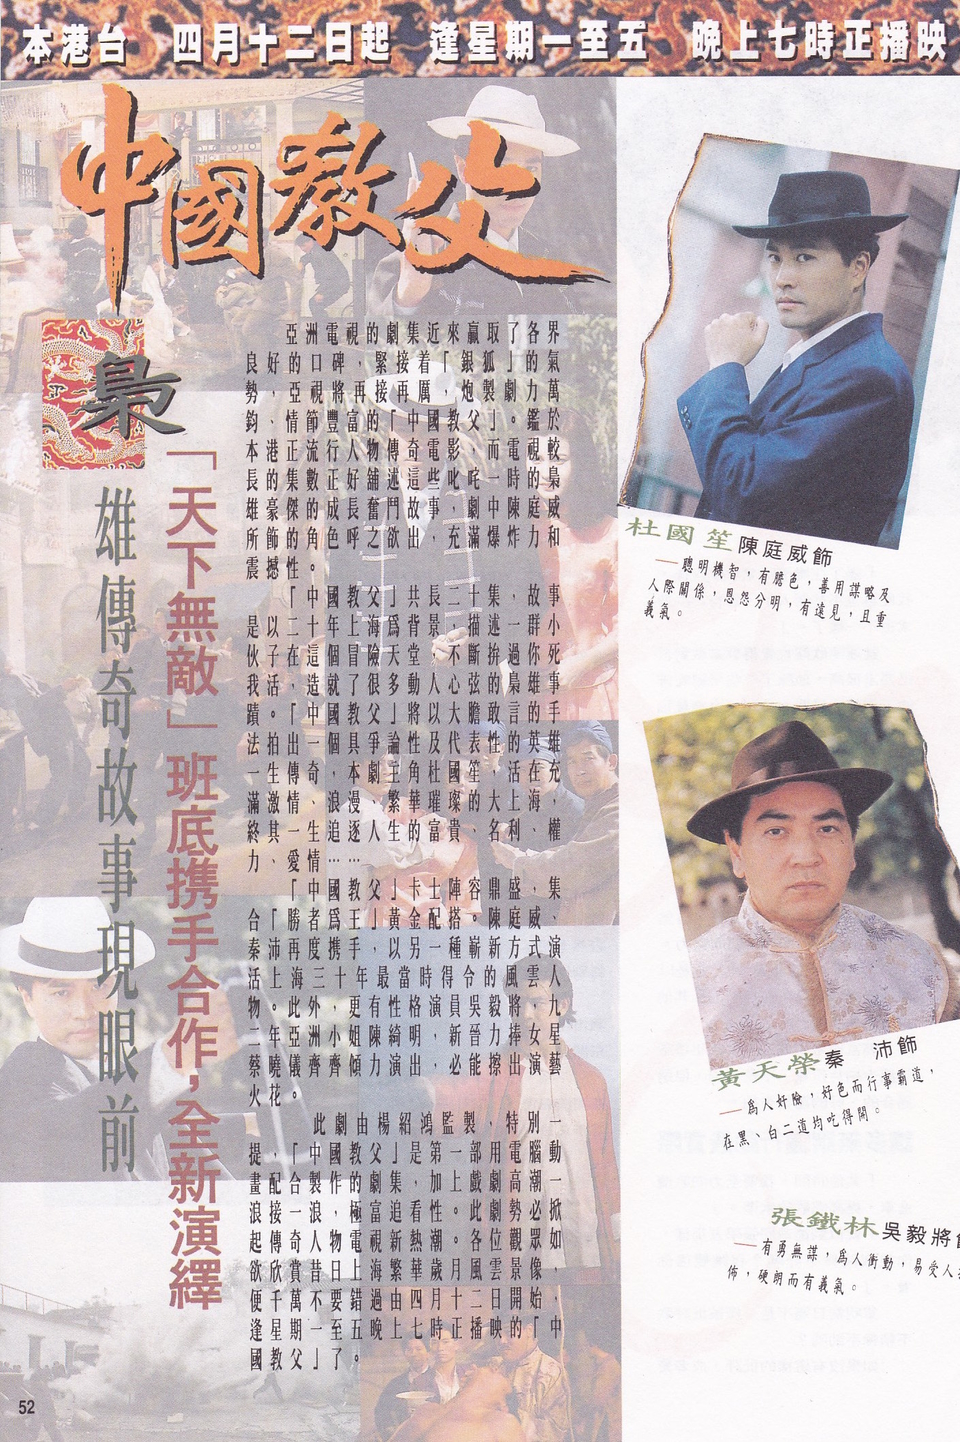 本港台 四月十二日起 逢星期一至五 晚上七時正播映
中國教父
梟
雄傳奇故事現眼前
「天下無敵」班底携手合作，全新演繹
亞洲電視的劇集近來贏取了各界
良好的口碑，緊接着「銀狐」的氣
勢，亞視將再接再厲，炮製劇力萬
鈞、情節豐富的「中國教父」。鑑於
本港正流行人物傳奇電影，而電視較
長的集數正好舖述這些叱咤一時的梟
雄豪傑的成長奮鬥故事，劇中陳庭威
所飾的角色呼之欲出，充滿爆炸力和
震撼性。
「中國教父」共長二十集，故事
是以二年上海爲背景，描述一群小
伙子在這個冒險天堂，不斷拚過你死
我活，造就了很多動人心弦的梟雄事
蹟。「中國教父」將以大膽敢言的手
法拍出一個具爭論性及代表性的英雄
一生傳奇，本劇主角杜國笙，活在充
滿激情、浪漫、繁華璀璨的大上海，
終其一生追逐人生的富貴、名利、權
力、愛情……
「中國教父」卡士陣容鼎盛，集
合「勝者爲王」黃金配搭。陳庭威、
秦沛再度携手，以另一種嶄新方式演
活上海三十年最當時得令的風雲人
物。此外，更有性格演員吳毅將，九
二年亞洲小姐陳綺明，新晉力捧女星
蔡曉儀齊齊傾力演出，必能擦出演藝
火花。
此劇由楊紹鴻監製，特別一
提，「中國教父」是第一部用電腦動
畫配合製作的劇集，加上戲劇高潮一
浪接一浪，極富追看性。此劇勢必掀
起傳奇人物電視新熱潮。各位觀眾如
欲欣賞昔日上海繁華歲月風雲景像，
便千萬不要錯過由四月十二日開始，
逢星期一至五晚上七時正播映的「中
國教父」了。
杜國笙 陳庭威飾
—聰明機智，有膽色，善用謀略及
人際關係，恩怨分明，有遠見，且重
義氣。
黃天榮 秦 沛飾
—爲人奸險，好色而行事霸道，
在黑、白二道均吃得開。
張鐵林 吳毅將
—有勇無謀，爲人衝動，易受人
佈，硬朗而有義氣。
52